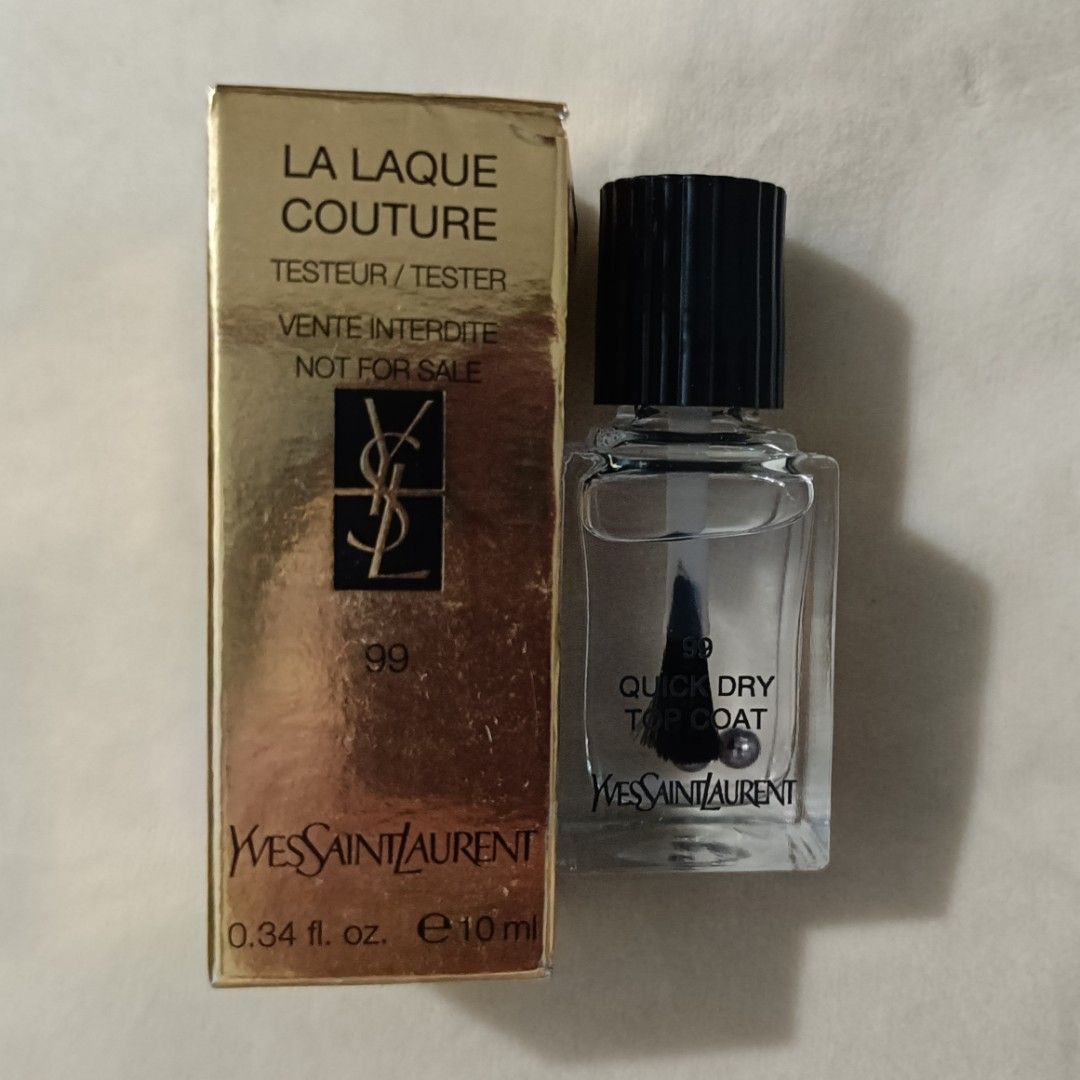 LA LAQUE
COUTURE
TESTEUR / TESTER
VENTE INTERDITE
NOT FOR SALE
YSL
99
YVESSAINTLAURENT
0.34 fl. oz. ℮ 10 ml
99
QUICK DRY
TOP COAT
YVESSAINTLAURENT